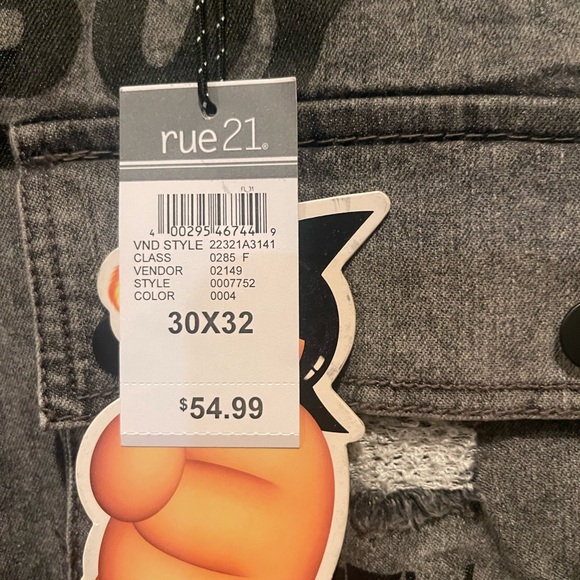 rue21®
FL_31
4 00295 46744 9
VND STYLE 22321A3141
CLASS 0285 F
VENDOR 02149
STYLE 0007752
COLOR 0004
30X32
$54.99